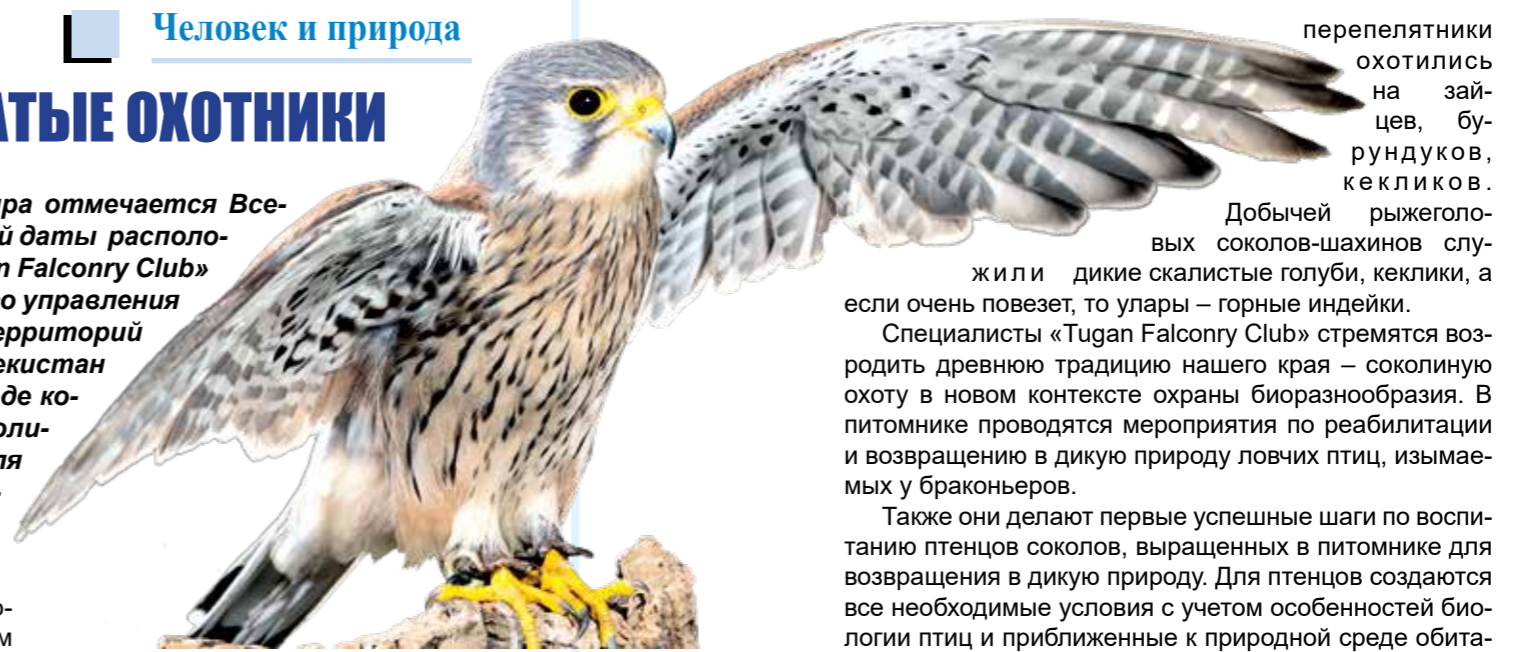 Человек и природа
АТЫЕ ОХОТНИКИ
ра отмечается Все-
й даты располо-
n Falconry Club»
о управления
ерриторий
екистан
де ко-
оли-
ля
о-
м
перепелятники
охотились
на зай-
цев, бу-
рундуков,
кекликов.
Добычей рыжеголо-
вых соколов-шахинов слу-
жили дикие скалистые голуби, кеклики, а
если очень повезет, то улары – горные индейки.
Специалисты «Tugan Falconry Club» стремятся воз-
родить древнюю традицию нашего края – соколиную
охоту в новом контексте охраны биоразнообразия. В
питомнике проводятся мероприятия по реабилитации
и возвращению в дикую природу ловчих птиц, изымае-
мых у браконьеров.
Также они делают первые успешные шаги по воспи-
танию птенцов соколов, выращенных в питомнике для
возвращения в дикую природу. Для птенцов создаются
все необходимые условия с учетом особенностей био-
логии птиц и приближенные к природной среде обита-